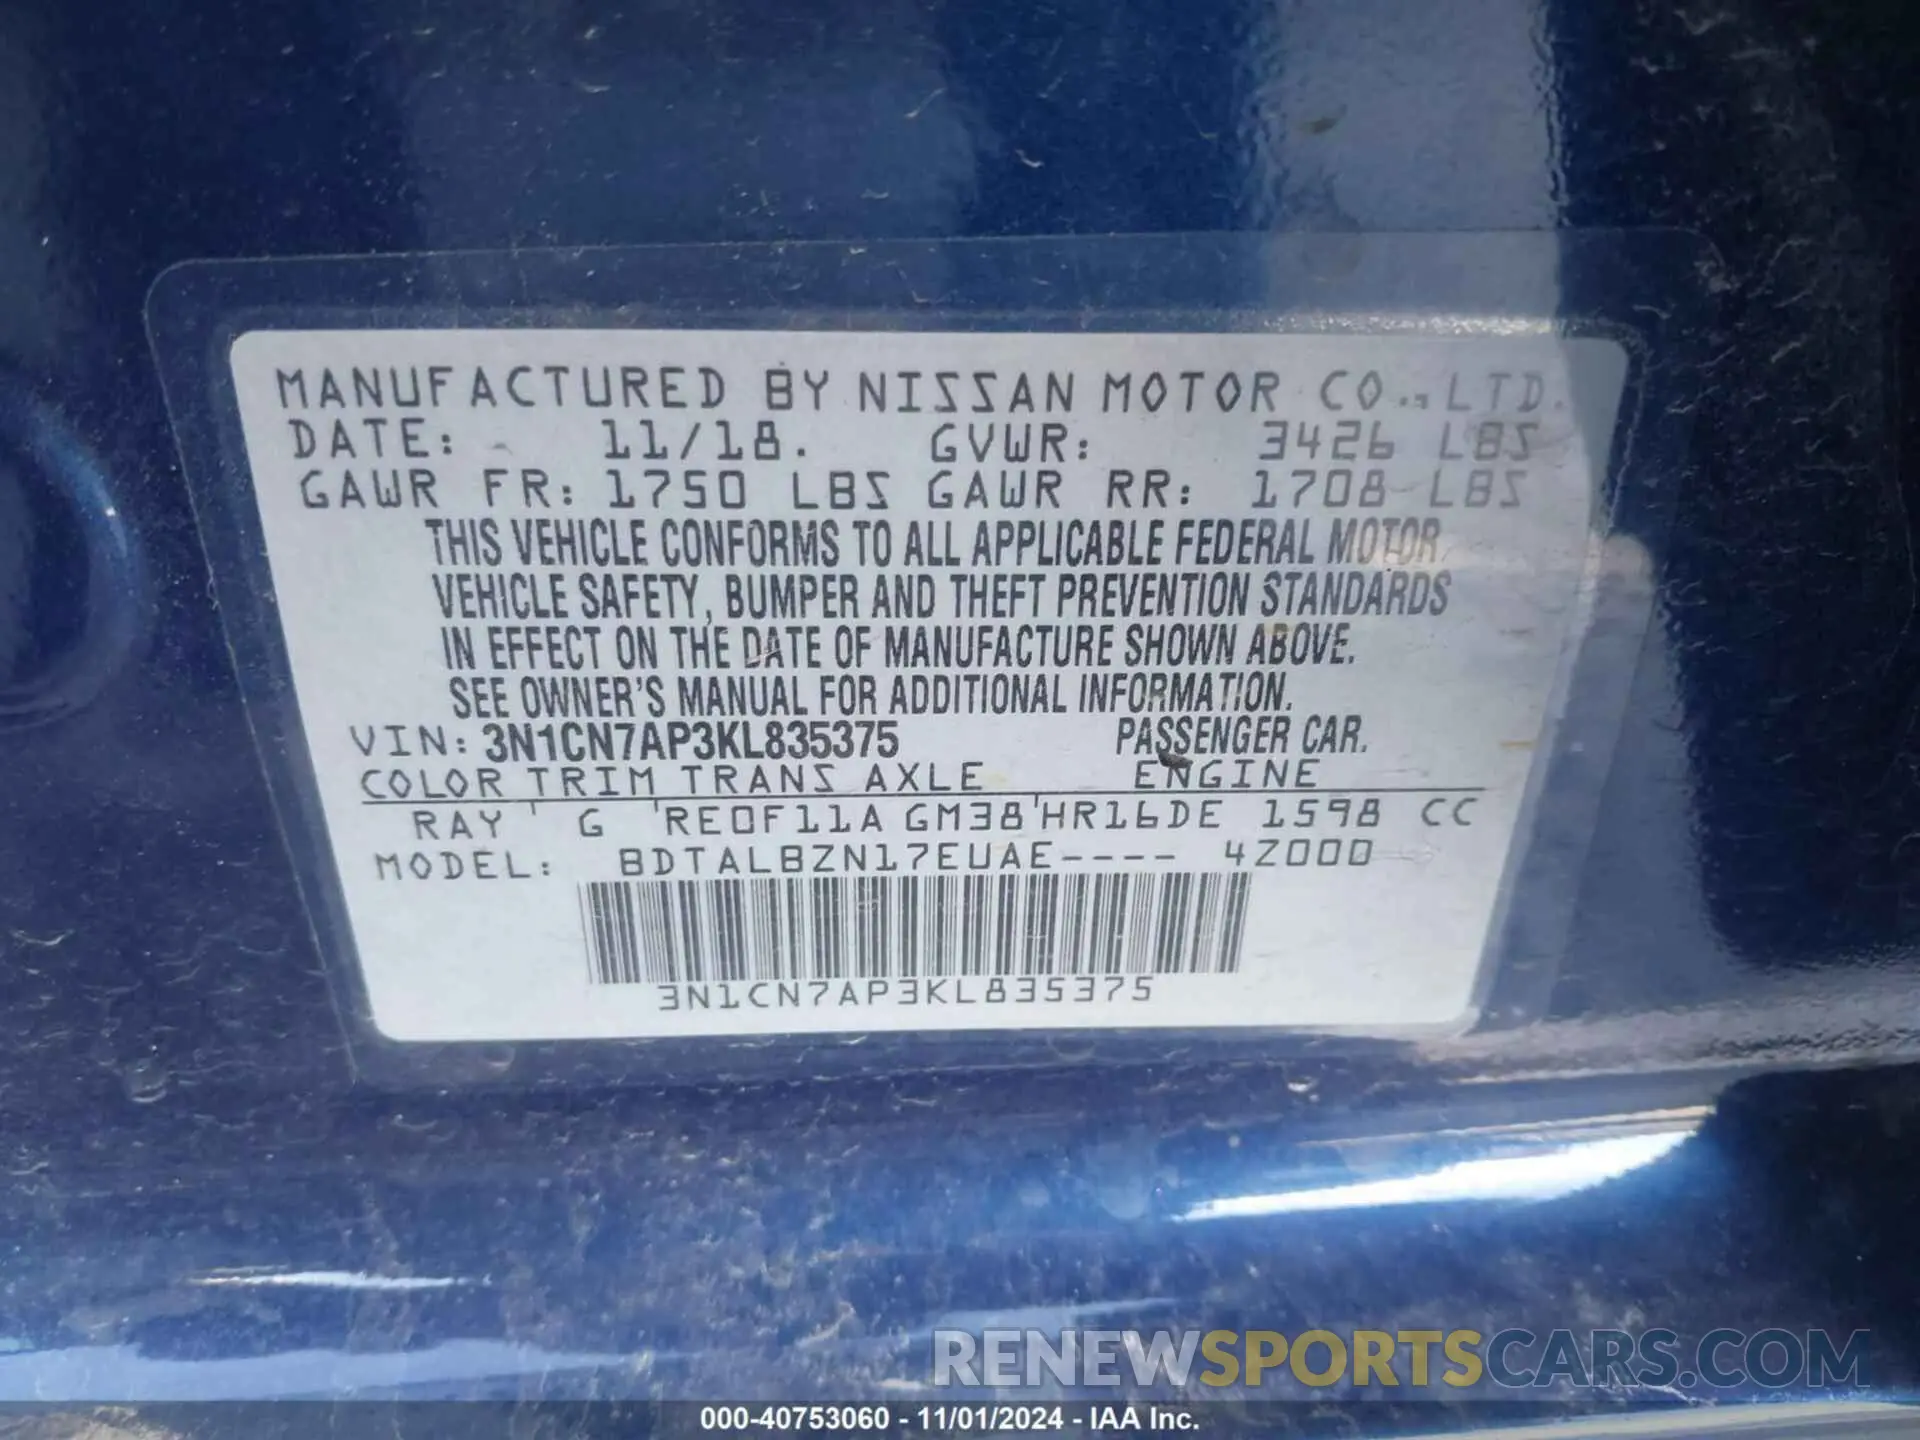 MANUFACTURED BY NISSAN MOTOR CO., LTD.
DATE: 11/18. GVWR: 3426 LBS
GAWR FR: 1750 LBS GAWR RR: 1708 LBS
THIS VEHICLE CONFORMS TO ALL APPLICABLE FEDERAL MOTOR
VEHICLE SAFETY, BUMPER AND THEFT PREVENTION STANDARDS
IN EFFECT ON THE DATE OF MANUFACTURE SHOWN ABOVE.
SEE OWNER'S MANUAL FOR ADDITIONAL INFORMATION.
VIN: 3N1CN7AP3KL835375 PASSENGER CAR.
COLOR TRIM TRANS AXLE ENGINE
RAY G RE0F11A GM38 HR16DE 1598 CC
MODEL: BDTALBZN17EUAE---- 4Z000
3N1CN7AP3KL835375
RENEWSPORTSCARS.COM
000-40753060 - 11/01/2024 - IAA Inc.